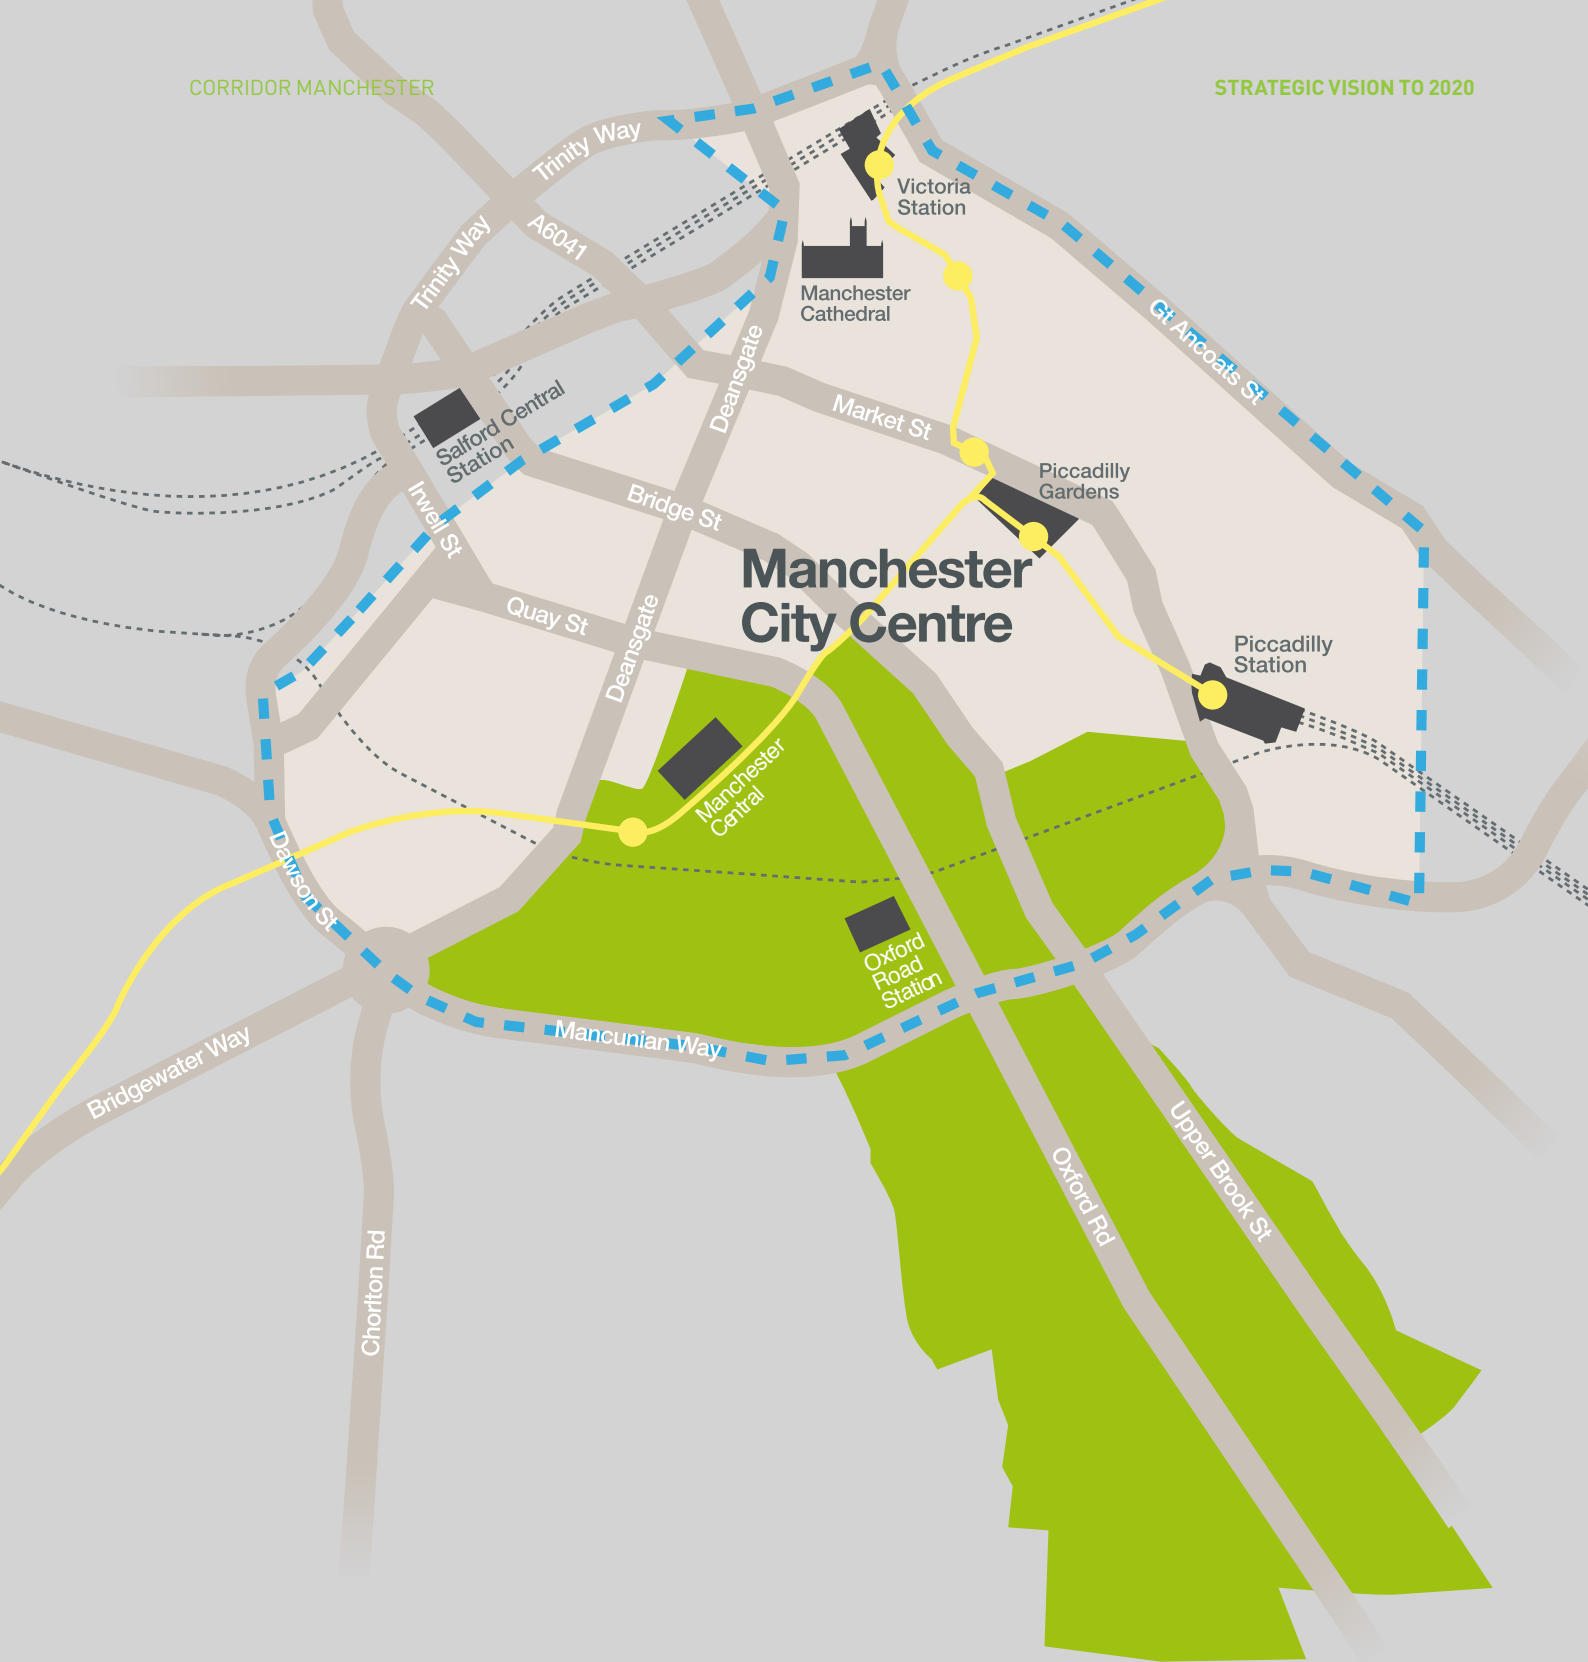 CORRIDOR MANCHESTER
STRATEGIC VISION TO 2020
Trinity Way
Victoria
Station
Trinity Way
A6041
Manchester
Cathedral
Gt Ancoats St
Deansgate
Salford Central
Station
Market St
Piccadilly
Gardens
Irwell St
Bridge St
Manchester
City Centre
Quay St
Deansgate
Piccadilly
Station
Manchester
Central
Dawson St
Oxford
Road
Station
Mancunian Way
Bridgewater Way
Upper Brook St
Oxford Rd
Chorlton Rd